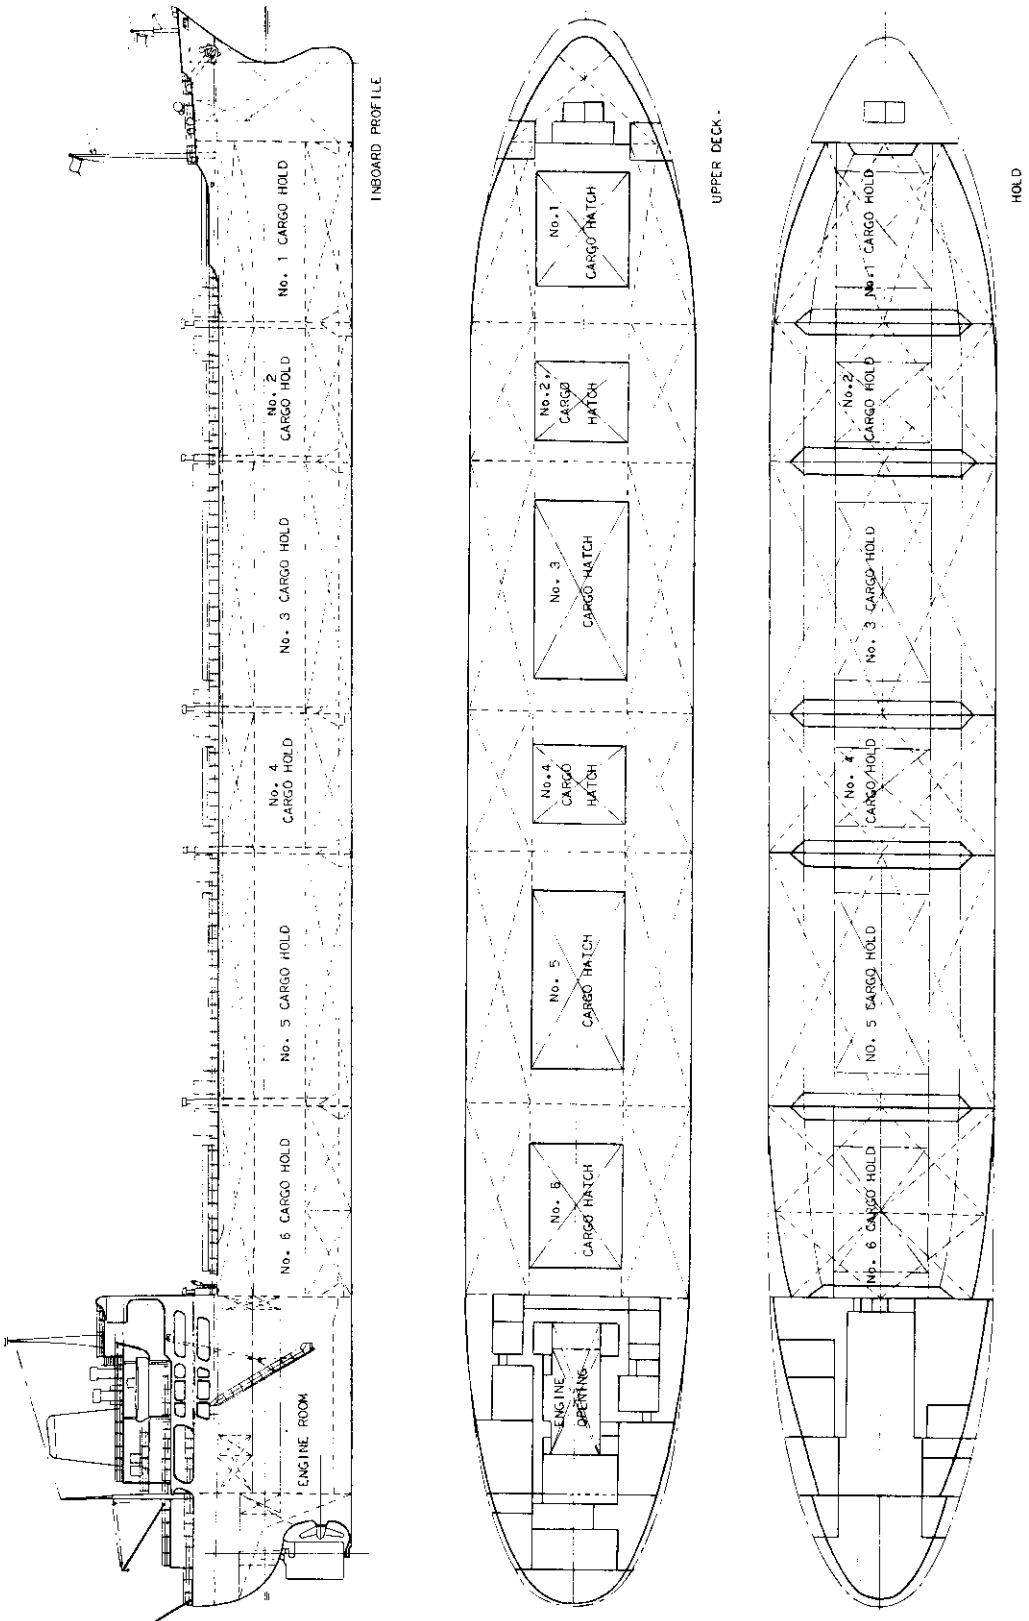 No. 6 CARGO HOLD
No. 5 CARGO HOLD
No. 4
CARGO HOLD
No. 3 CARGO HOLD
No. 2
CARGO HOLD
No. 1 CARGO HOLD
ENGINE ROOM
INBOARD PROFILE
ENGINE
OPENING
No. 6
CARGO HATCH
No. 5
CARGO HATCH
No.4
CARGO
HATCH
No. 3
CARGO HATCH
No.2
CARGO
HATCH
No.1
CARGO HATCH
UPPER DECK.
No. 6 CARGO HOLD
NO. 5 CARGO HOLD
No. 4
CARGO HOLD
No. 3 CARGO HOLD
No.2
CARGO HOLD
No.1 CARGO HOLD
HOLD